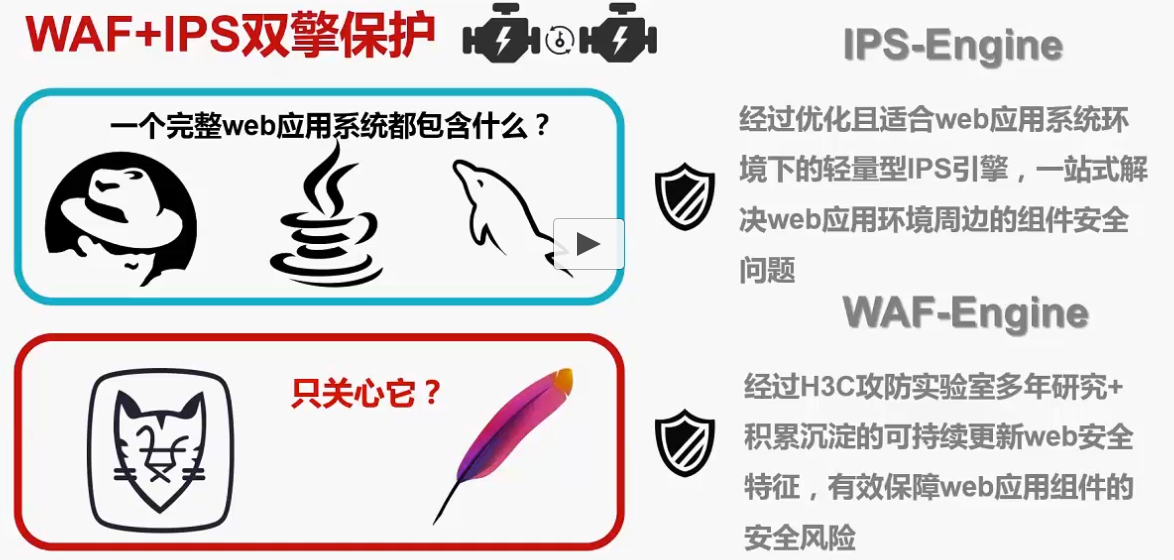 WAF+IPS双擎保护
一个完整web应用系统都包含什么？
只关心它？
IPS-Engine
经过优化且适合web应用系统环
境下的轻量型IPS引擎，一站式解
决web应用环境周边的组件安全
问题
WAF-Engine
经过H3C攻防实验室多年研究+
积累沉淀的可持续更新web安全
特征，有效保障web应用组件的
安全风险